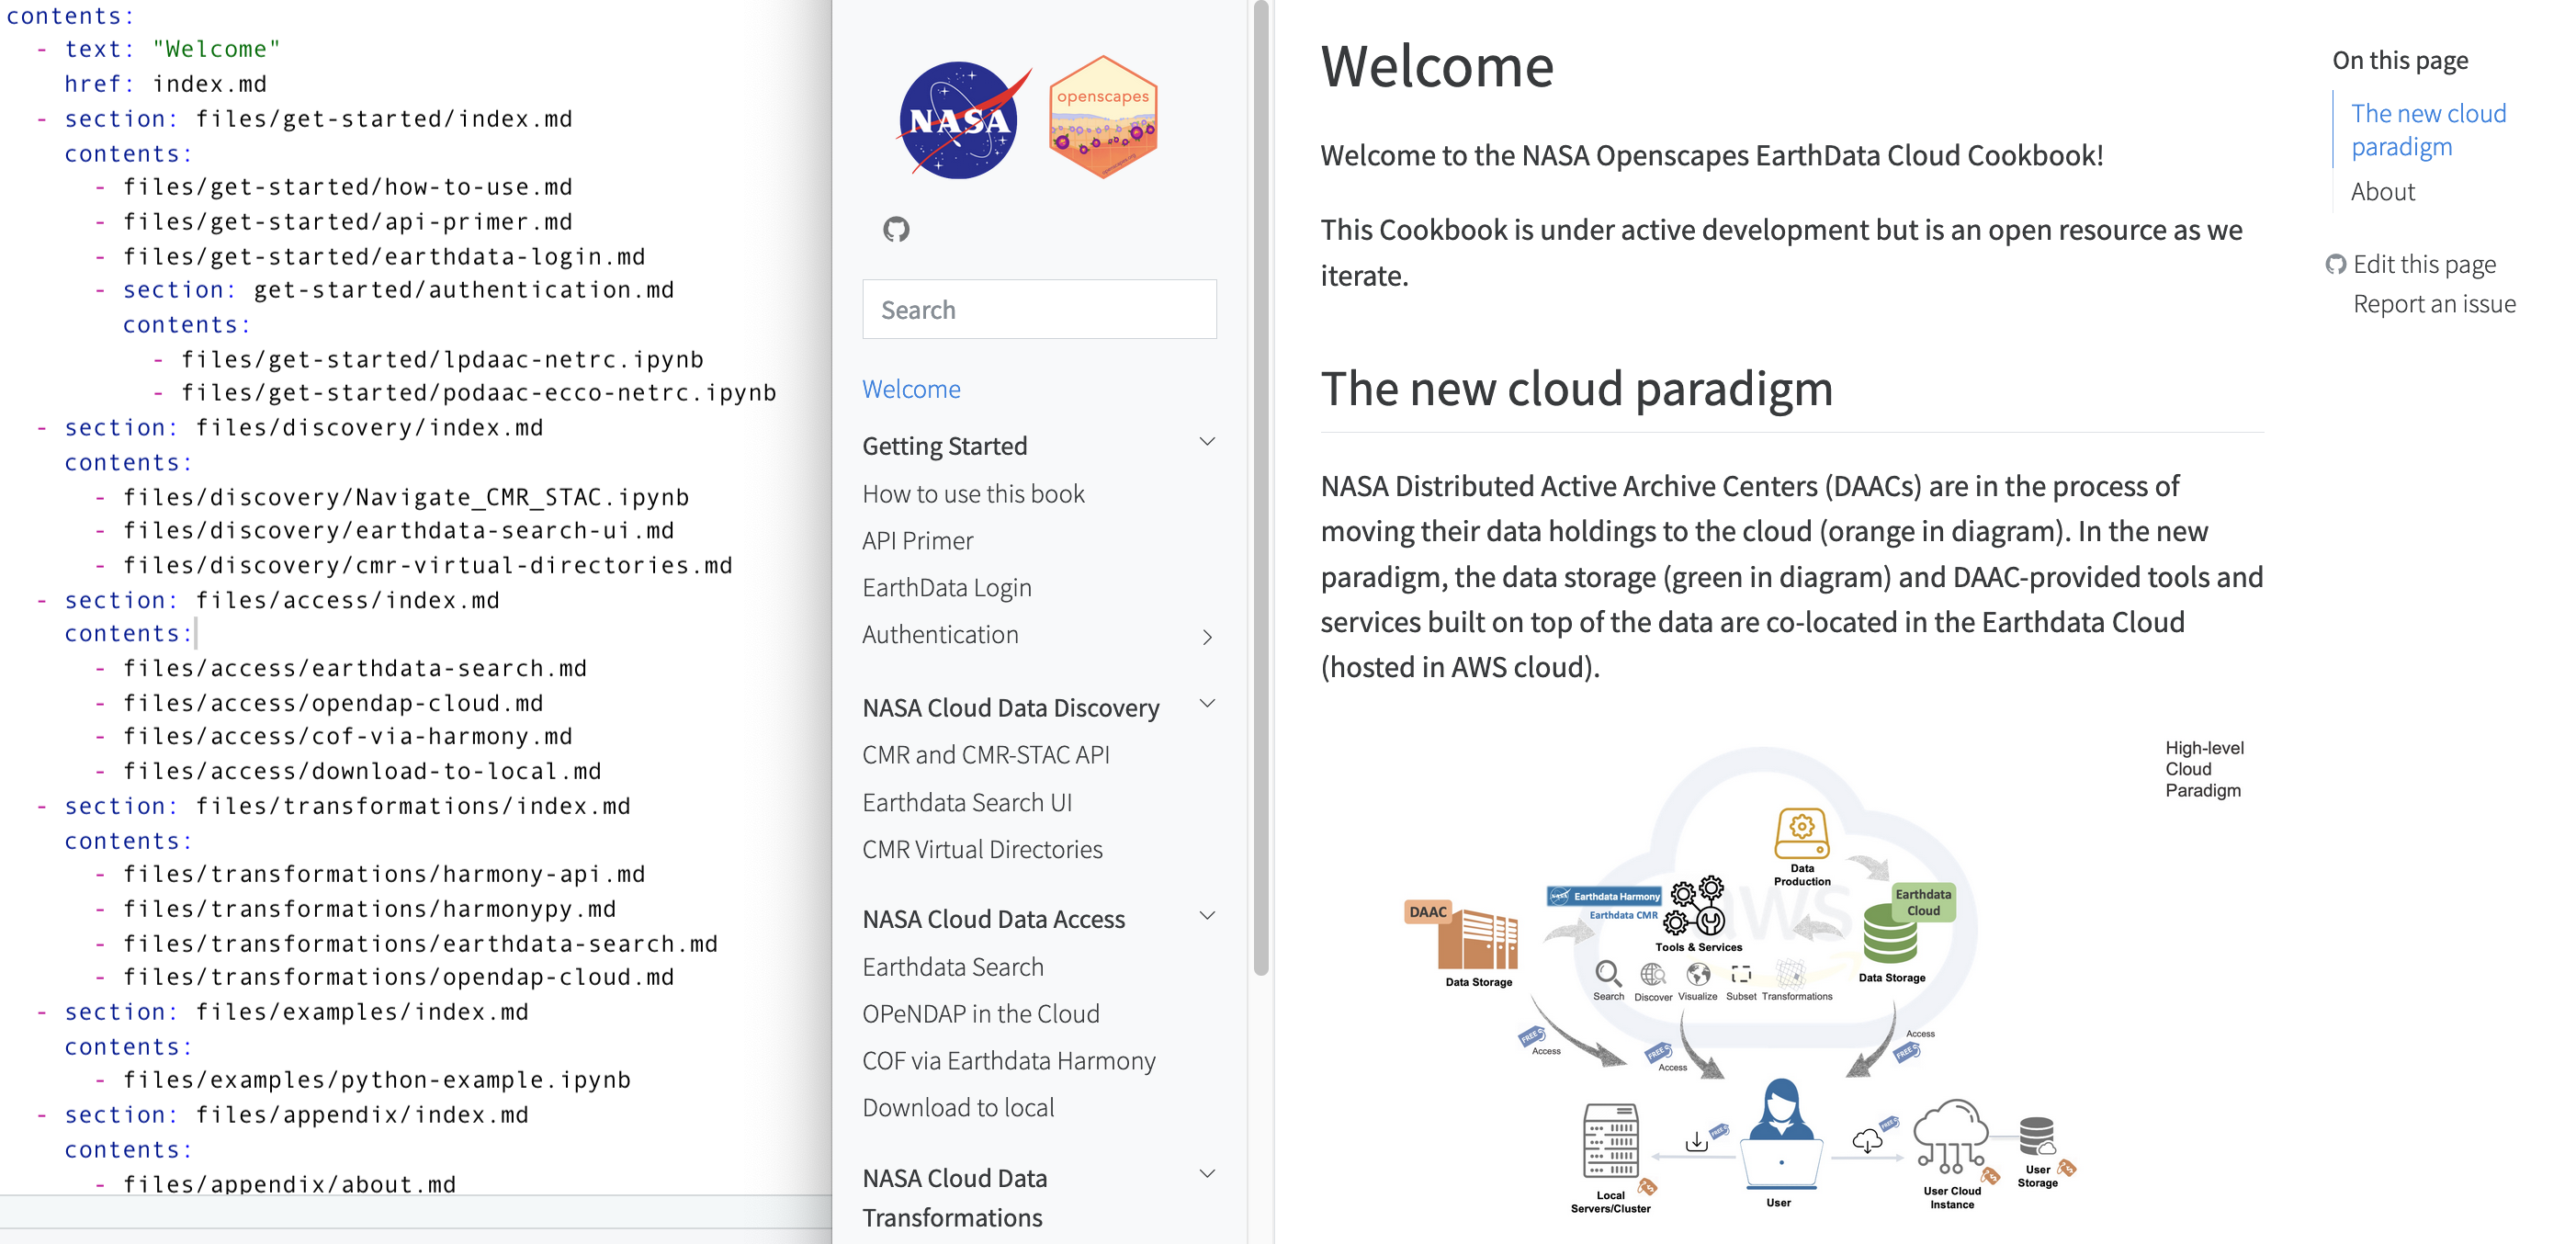 contents:
- text: "Welcome"
href: index.md
- section: files/get-started/index.md
contents:
- files/get-started/how-to-use.md
- files/get-started/api-primer.md
- files/get-started/earthdata-login.md
- section: get-started/authentication.md
contents:
- files/get-started/lpdaac-netrc.ipynb
- files/get-started/podaac-ecco-netrc.ipynb
- section: files/discovery/index.md
contents:
- files/discovery/Navigate_CMR_STAC.ipynb
- files/discovery/earthdata-search-ui.md
- files/discovery/cmr-virtual-directories.md
- section: files/access/index.md
contents:
- files/access/earthdata-search.md
- files/access/opendap-cloud.md
- files/access/cof-via-harmony.md
- files/access/download-to-local.md
- section: files/transformations/index.md
contents:
- files/transformations/harmony-api.md
- files/transformations/harmonypy.md
- files/transformations/earthdata-search.md
- files/transformations/opendap-cloud.md
- section: files/examples/index.md
contents:
- files/examples/python-example.ipynb
- section: files/appendix/index.md
contents:
- files/appendix/about.md
NASA
openscapes
Search
Welcome
Getting Started
How to use this book
API Primer
EarthData Login
Authentication
NASA Cloud Data Discovery
CMR and CMR-STAC API
Earthdata Search UI
CMR Virtual Directories
NASA Cloud Data Access
Earthdata Search
OPeNDAP in the Cloud
COF via Earthdata Harmony
Download to local
NASA Cloud Data
Transformations
Welcome
Welcome to the NASA Openscapes EarthData Cloud Cookbook!
This Cookbook is under active development but is an open resource as we
iterate.
The new cloud paradigm
NASA Distributed Active Archive Centers (DAACs) are in the process of
moving their data holdings to the cloud (orange in diagram). In the new
paradigm, the data storage (green in diagram) and DAAC-provided tools and
services built on top of the data are co-located in the Earthdata Cloud
(hosted in AWS cloud).
High-level
Cloud
Paradigm
Data
Production
aws
Earthdata
Cloud
DAAC
Earthdata Harmony
Earthdata CMR
Tools & Services
Data Storage
Data Storage
Search
Discover
Visualize
Subset
Transformations
FREE
Access
FREE
Access
Access
FREE
FREE
FREE
Local
Servers/Cluster
User
User Cloud
Instance
User
Storage
On this page
The new cloud
paradigm
About
Edit this page
Report an issue